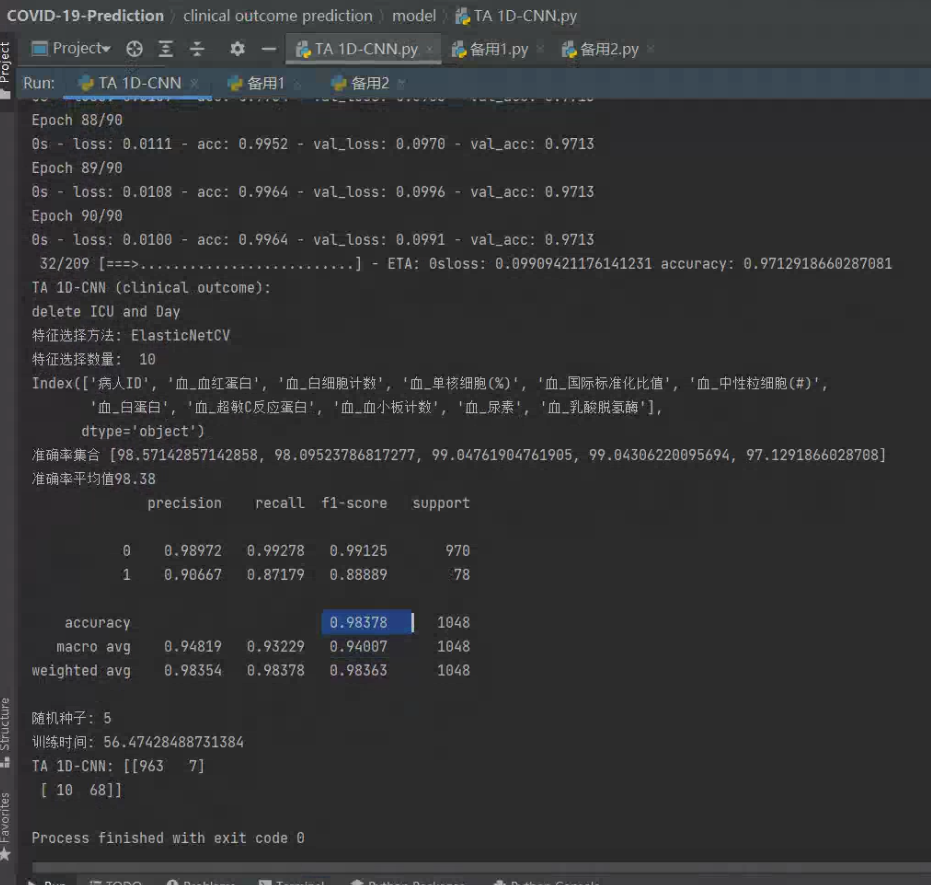 COVID-19-Prediction 〉 clinical outcome prediction 〉 model 〉 TA 1D-CNN.py
Project
Project TA 1D-CNN.py × 备用1.py × 备用2.py ×
Run: TA 1D-CNN × 备用1 × 备用2 ×
Epoch 88/90
0s - loss: 0.0111 - acc: 0.9952 - val_loss: 0.0970 - val_acc: 0.9713
Epoch 89/90
0s - loss: 0.0108 - acc: 0.9964 - val_loss: 0.0996 - val_acc: 0.9713
Epoch 90/90
0s - loss: 0.0100 - acc: 0.9964 - val_loss: 0.0991 - val_acc: 0.9713
32/209 [===>..........................] - ETA: 0sloss: 0.09909421176141231 accuracy: 0.9712918660287081
TA 1D-CNN (clinical outcome):
delete ICU and Day
特征选择方法: ElasticNetCV
特征选择数量: 10
Index(['病人ID', '血_血红蛋白', '血_白细胞计数', '血_单核细胞(%)', '血_国际标准化比值', '血_中性粒细胞(#)',
'血_白蛋白', '血_超敏C反应蛋白', '血_血小板计数', '血_尿素', '血_乳酸脱氢酶'],
dtype='object')
准确率集合 [98.57142857142858, 98.09523786817277, 99.04761904761905, 99.04306220095694, 97.1291866028708]
准确率平均值98.38
precision recall f1-score support
0 0.98972 0.99278 0.99125 970
1 0.90667 0.87179 0.88889 78
accuracy 0.98378 1048
macro avg 0.94819 0.93229 0.94007 1048
weighted avg 0.98354 0.98378 0.98363 1048
随机种子: 5
训练时间: 56.47428488731384
TA 1D-CNN: [[963 7]
[ 10 68]]
Process finished with exit code 0
Structure
Favorites
Run TODO Problems Terminal Python Packages Python Console